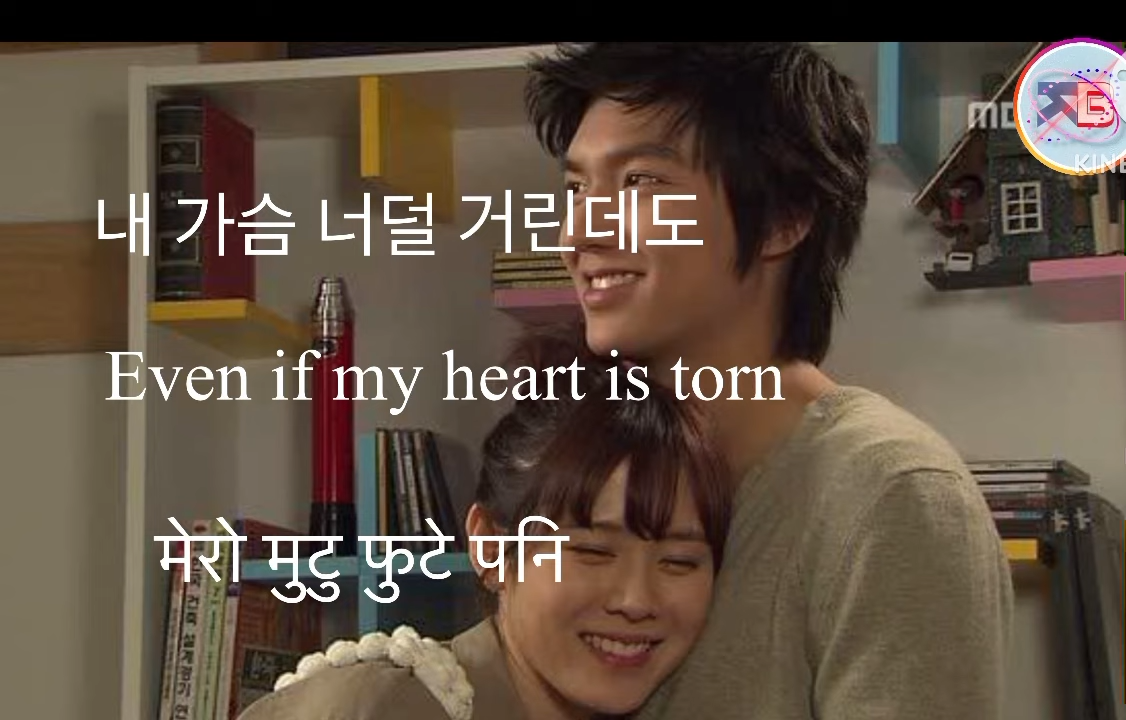 내 가슴 너덜 거린데도
Even if my heart is torn
मेरो मुटु फुटे पनि